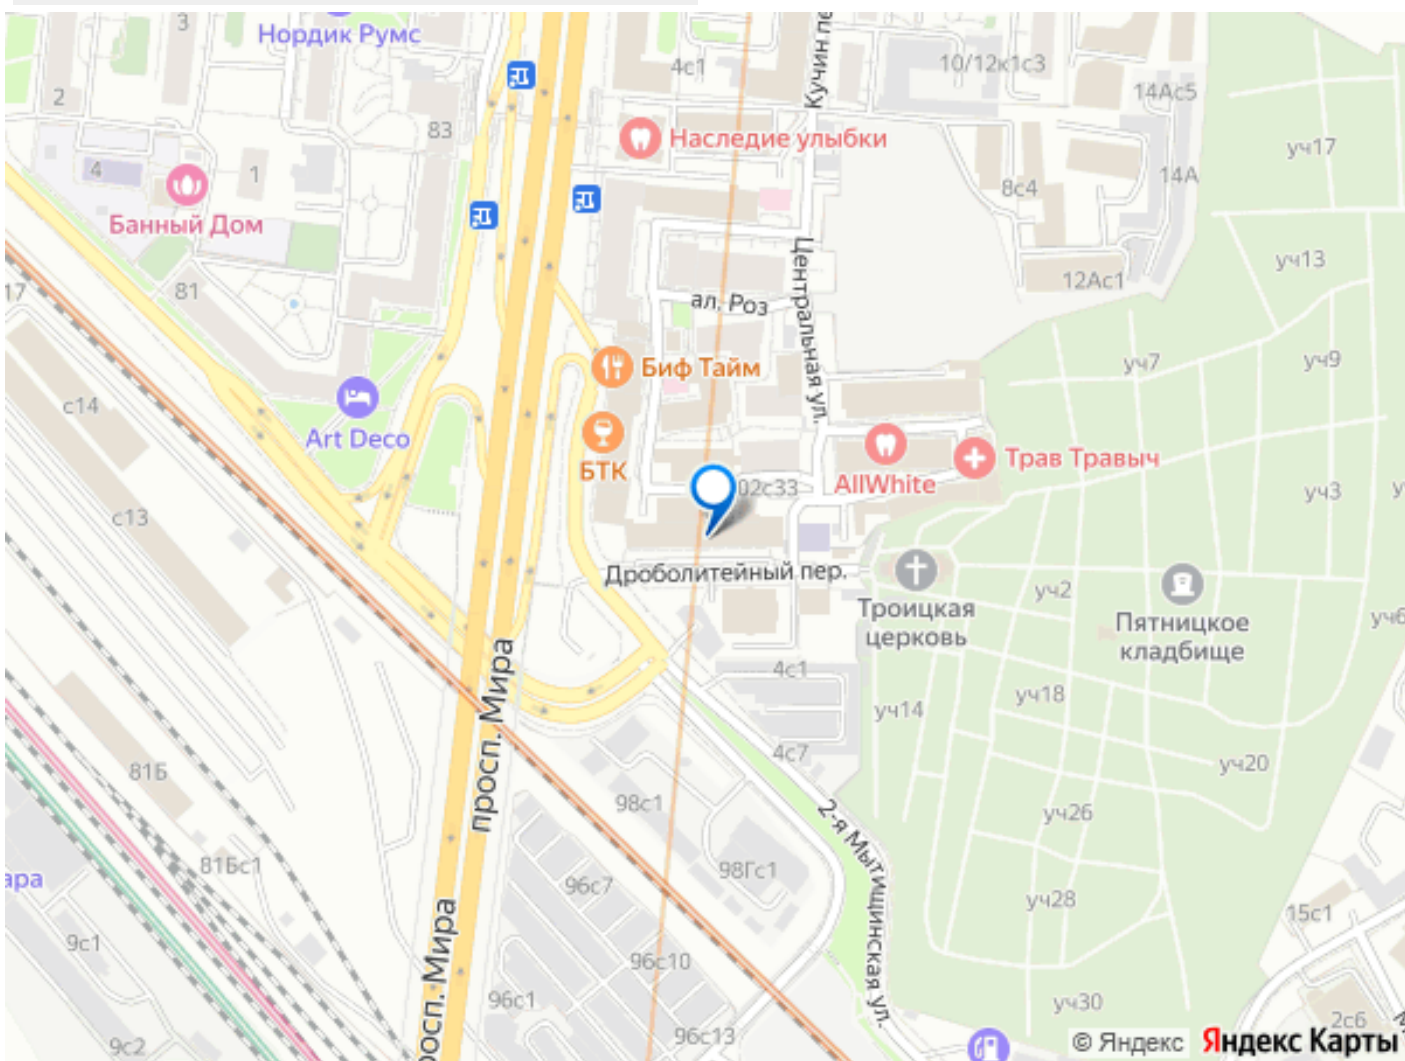 3
Нордик Румс
2
83
4
1
Банный Дом
17
81
4с1
Кучин пе
10/12к1с3
14Ас5
Наследие улыбки
8с4
14А
уч17
12Ас1
уч13
Центральная ул.
ал. Роз
уч7
уч9
Биф Тайм
с14
Art Deco
БТК
02с33
AllWhite
Трав Травыч
уч3
с13
Дроболитейный пер.
Троицкая
церковь
уч2
Пятницкое
кладбище
уч6
просп. Мира
4с1
уч18
уч14
4с7
уч20
81Б
98с1
2-я Мытищинская ул.
уч26
81Бс1
98Гс1
ара
96с7
уч28
15с1
9с1
просп. Мира
96с10
96с1
96с13
уч30
2с6
9с2
© Яндекс
Яндекс Карты